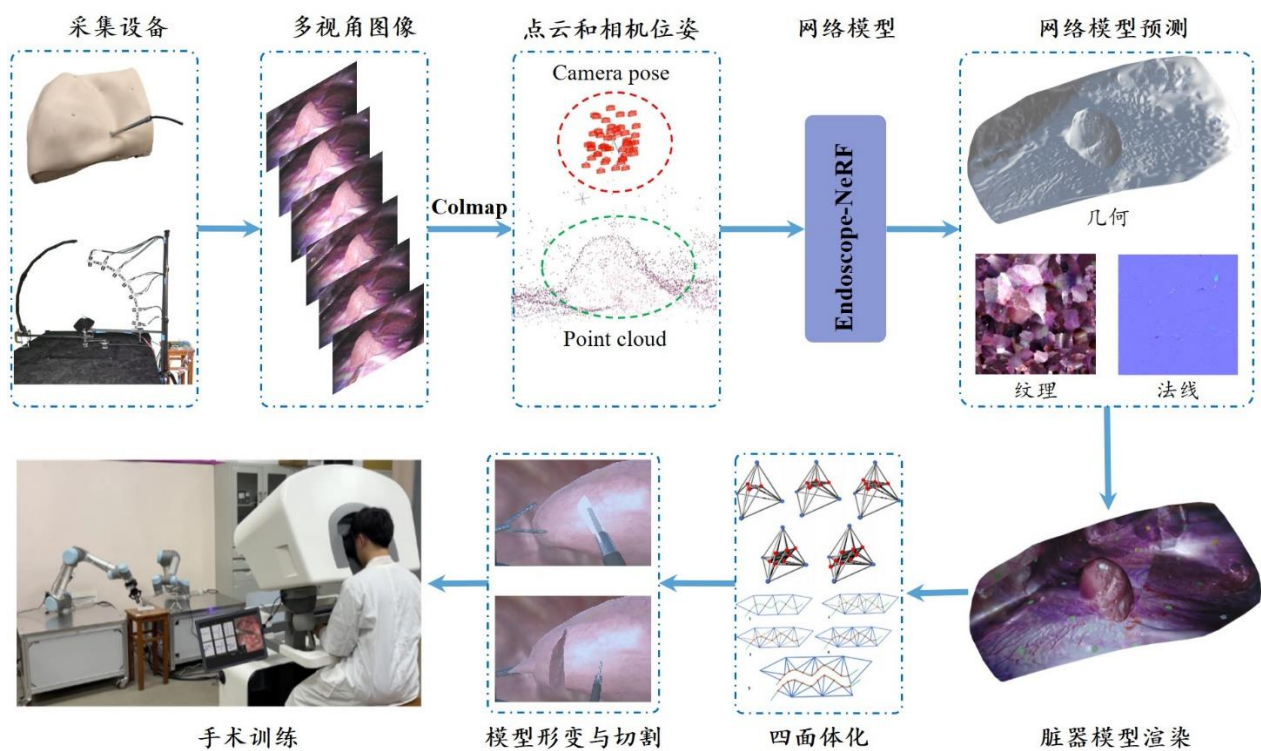 采集设备
多视角图像
点云和相机位姿
网络模型
网络模型预测
Camera pose
Colmap
Point cloud
Endoscope-NeRF
几何
纹理
法线
手术训练
模型形变与切割
四面体化
脏器模型渲染